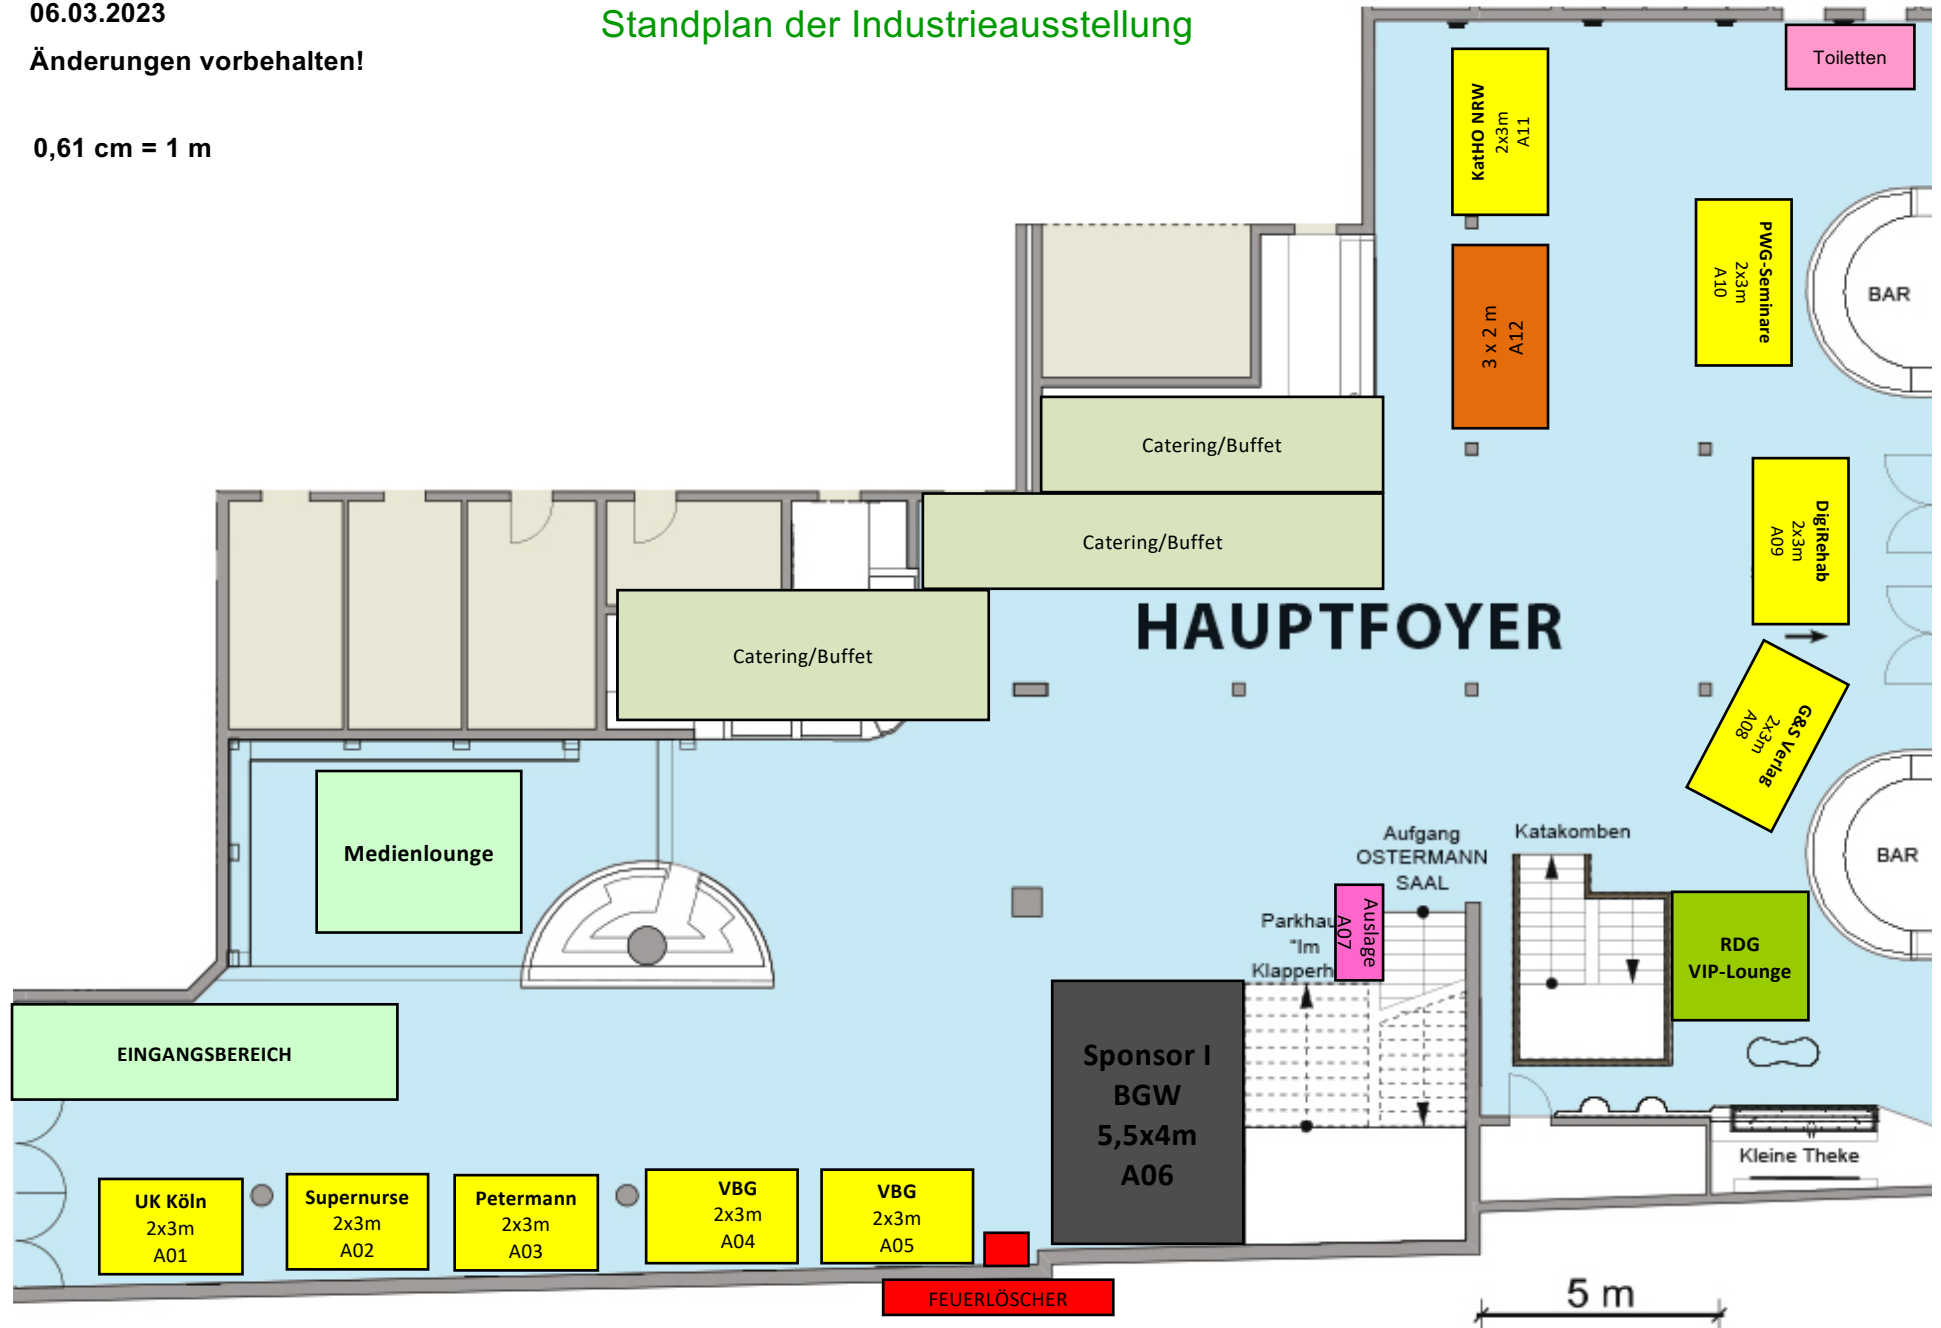 06.03.2023
Standplan der Industrieausstellung
Änderungen vorbehalten!
0,61 cm = 1 m
Toiletten
KatHO NRW
2x3m
A11
PWG-Seminare
2x3m
A10
BAR
3 x 2 m
A12
Catering/Buffet
Catering/Buffet
Catering/Buffet
DigiRehab
2x3m
A09
HAUPTFOYER
G&S Verlag
2x3m
A08
Medienlounge
Aufgang
OSTERMANN
SAAL
Katakomben
BAR
Parkhau
"Im
Klapperh
Auslage
A07
RDG
VIP-Lounge
EINGANGSBEREICH
Sponsor I
BGW
5,5x4m
A06
Kleine Theke
UK Köln
2x3m
A01
Supernurse
2x3m
A02
Petermann
2x3m
A03
VBG
2x3m
A04
VBG
2x3m
A05
FEUERLÖSCHER
5 m